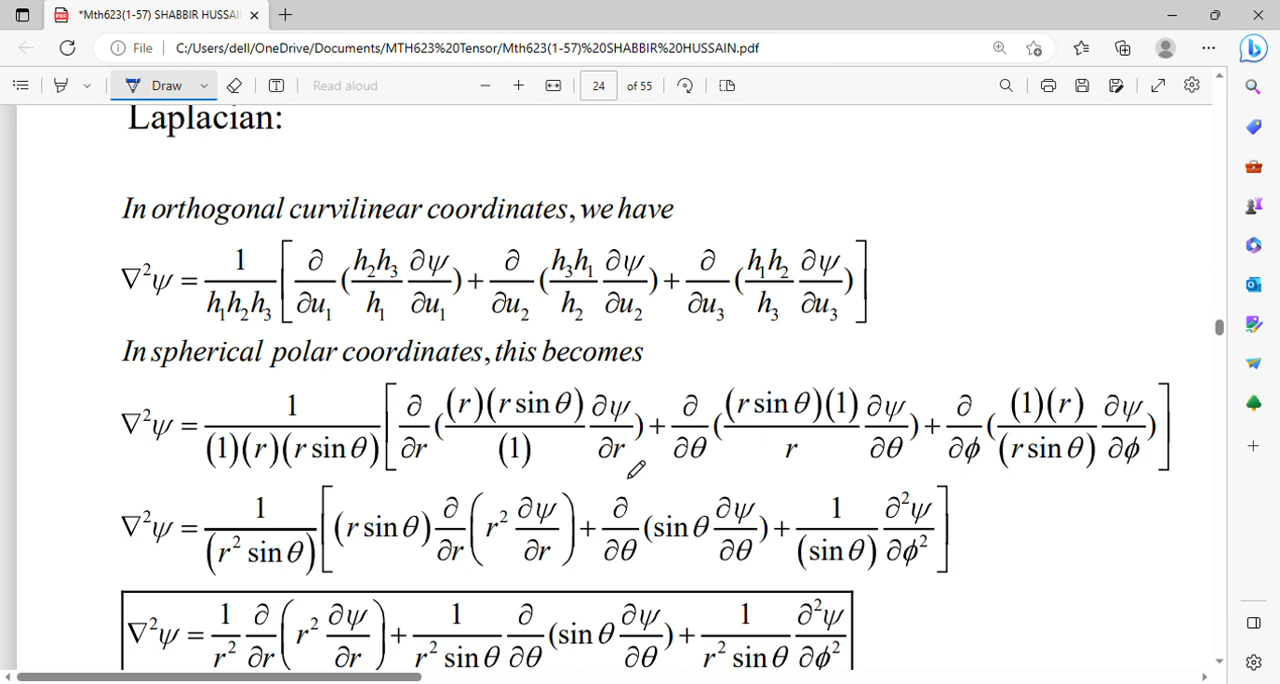 *Mth623(1-57) SHABBIR HUSSAI
File C:/Users/dell/OneDrive/Documents/MTH623%20Tensor/Mth623(1-57)%20SHABBIR%20HUSSAIN.pdf
Draw Read aloud 24 of 55
Laplacian:
In orthogonal curvilinear coordinates, we have
∇²ψ = 1/(h₁h₂h₃) [ ∂/∂u₁ (h₂h₃/h₁ ∂ψ/∂u₁) + ∂/∂u₂ (h₃h₁/h₂ ∂ψ/∂u₂) + ∂/∂u₃ (h₁h₂/h₃ ∂ψ/∂u₃) ]
In spherical polar coordinates, this becomes
∇²ψ = 1/((1)(r)(r sin θ)) [ ∂/∂r ((r)(r sin θ)/(1) ∂ψ/∂r) + ∂/∂θ ((r sin θ)(1)/r ∂ψ/∂θ) + ∂/∂ϕ ((1)(r)/(r sin θ) ∂ψ/∂ϕ) ]
∇²ψ = 1/(r² sin θ) [ (r sin θ) ∂/∂r (r² ∂ψ/∂r) + ∂/∂θ (sin θ ∂ψ/∂θ) + 1/(sin θ) ∂²ψ/∂ϕ² ]
∇²ψ = 1/r² ∂/∂r (r² ∂ψ/∂r) + 1/(r² sin θ) ∂/∂θ (sin θ ∂ψ/∂θ) + 1/(r² sin θ) ∂²ψ/∂ϕ²